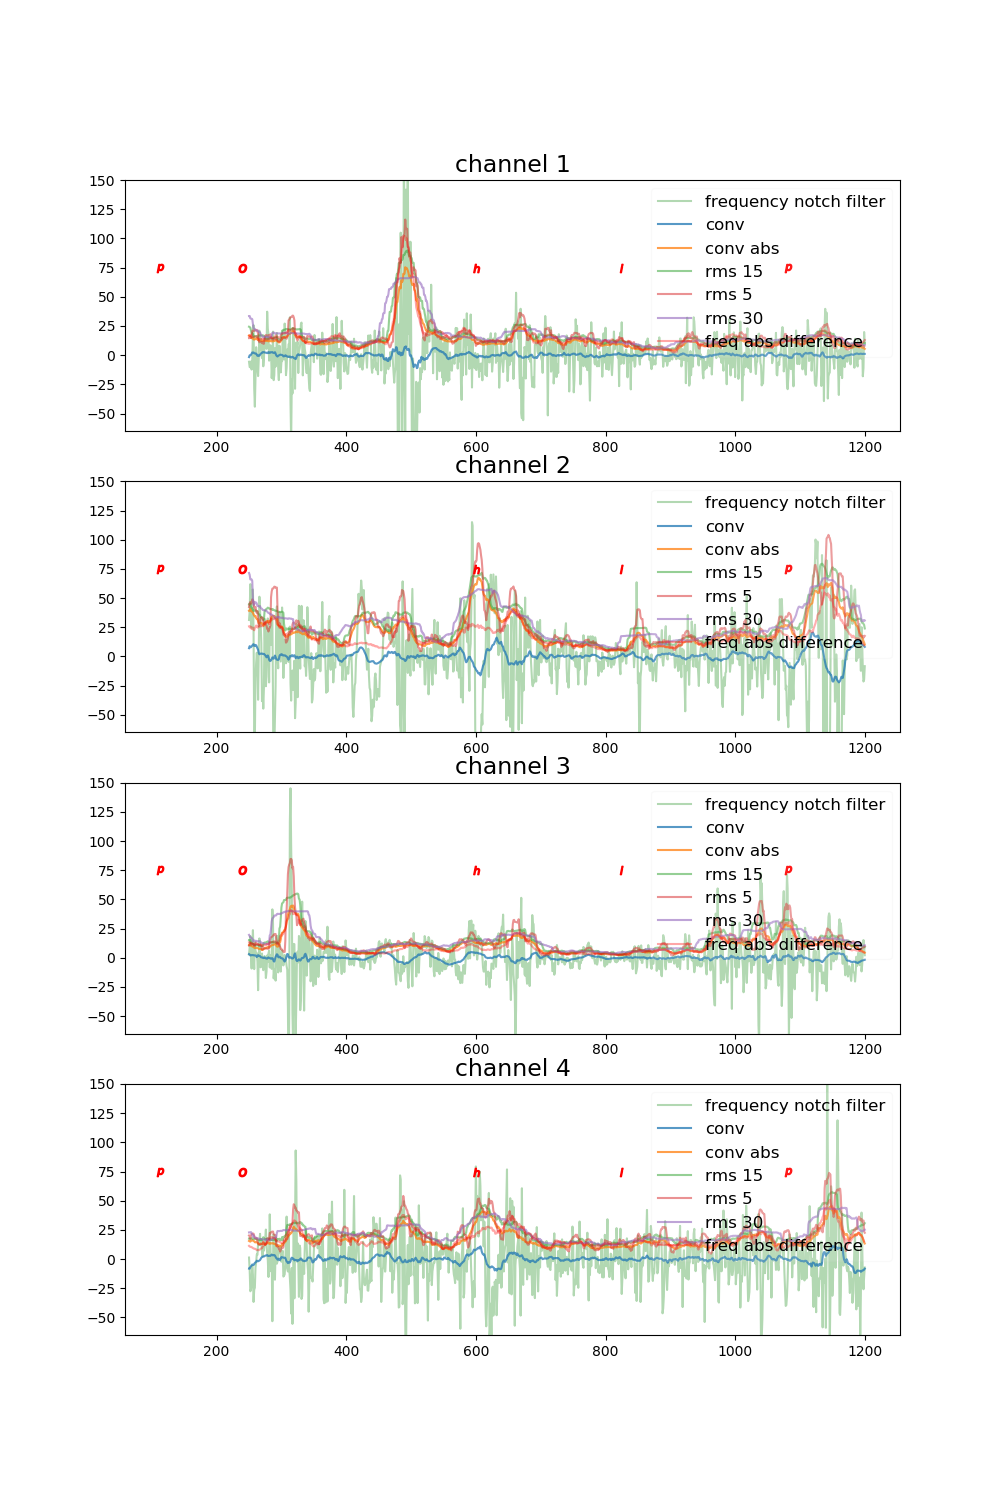 channel 1
150
125
100
75
50
25
0
−25
−50
p o h l p
frequency notch filter
conv
conv abs
rms 15
rms 5
rms 30
freq abs difference
200 400 600 800 1000 1200
channel 2
150
125
100
75
50
25
0
−25
−50
p o h l p
frequency notch filter
conv
conv abs
rms 15
rms 5
rms 30
freq abs difference
200 400 600 800 1000 1200
channel 3
150
125
100
75
50
25
0
−25
−50
p o h l p
frequency notch filter
conv
conv abs
rms 15
rms 5
rms 30
freq abs difference
200 400 600 800 1000 1200
channel 4
150
125
100
75
50
25
0
−25
−50
p o h l p
frequency notch filter
conv
conv abs
rms 15
rms 5
rms 30
freq abs difference
200 400 600 800 1000 1200